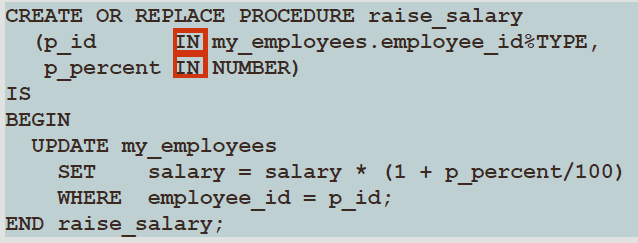 CREATE OR REPLACE PROCEDURE raise_salary
(p_id IN my_employees.employee_id%TYPE,
p_percent IN NUMBER)
IS
BEGIN
UPDATE my_employees
SET salary = salary * (1 + p_percent/100)
WHERE employee_id = p_id;
END raise_salary;